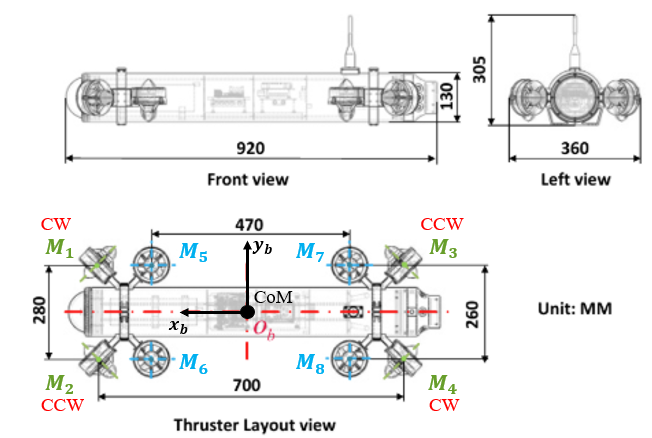 305
130
920
360
Front view
Left view
CW
CCW
470
M1
M5
yb
M7
M3
280
CoM
260
Unit: MM
xb
Ob
M2
M6
M8
M4
700
CCW
CW
Thruster Layout view